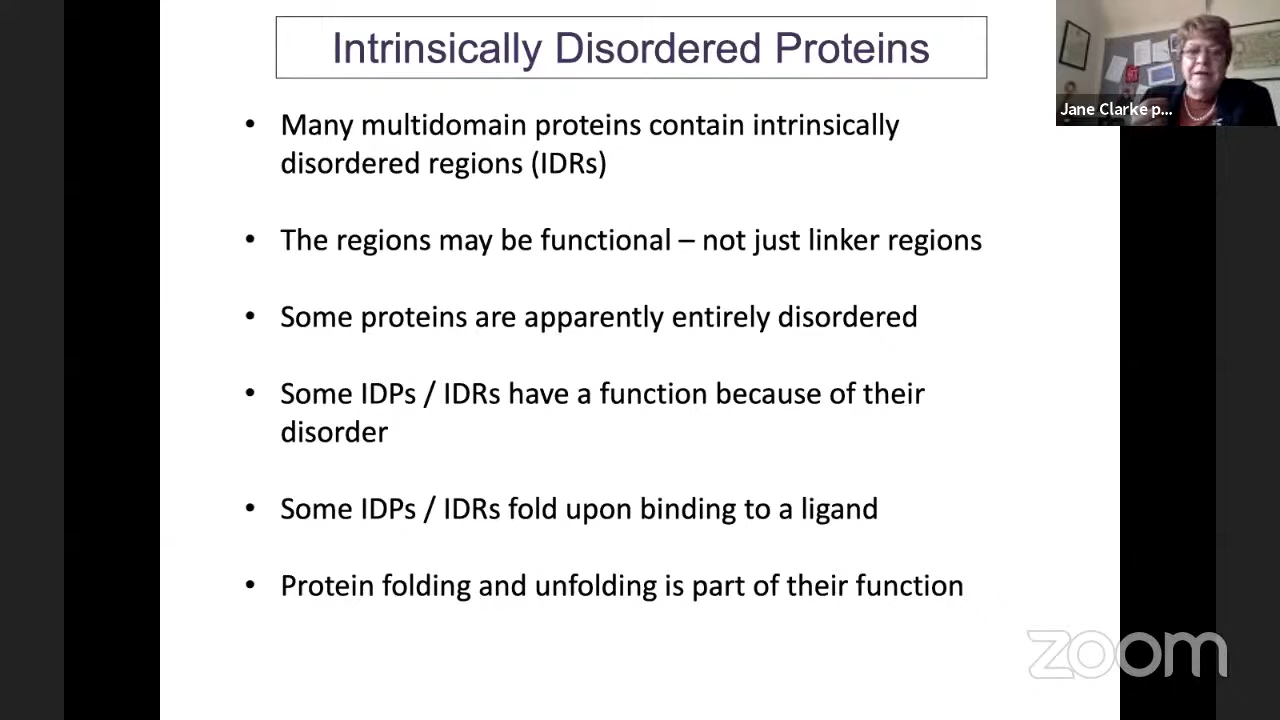 Intrinsically Disordered Proteins
Jane Clarke p...
• Many multidomain proteins contain intrinsically
disordered regions (IDRs)
• The regions may be functional – not just linker regions
• Some proteins are apparently entirely disordered
• Some IDPs / IDRs have a function because of their
disorder
• Some IDPs / IDRs fold upon binding to a ligand
• Protein folding and unfolding is part of their function
zoom